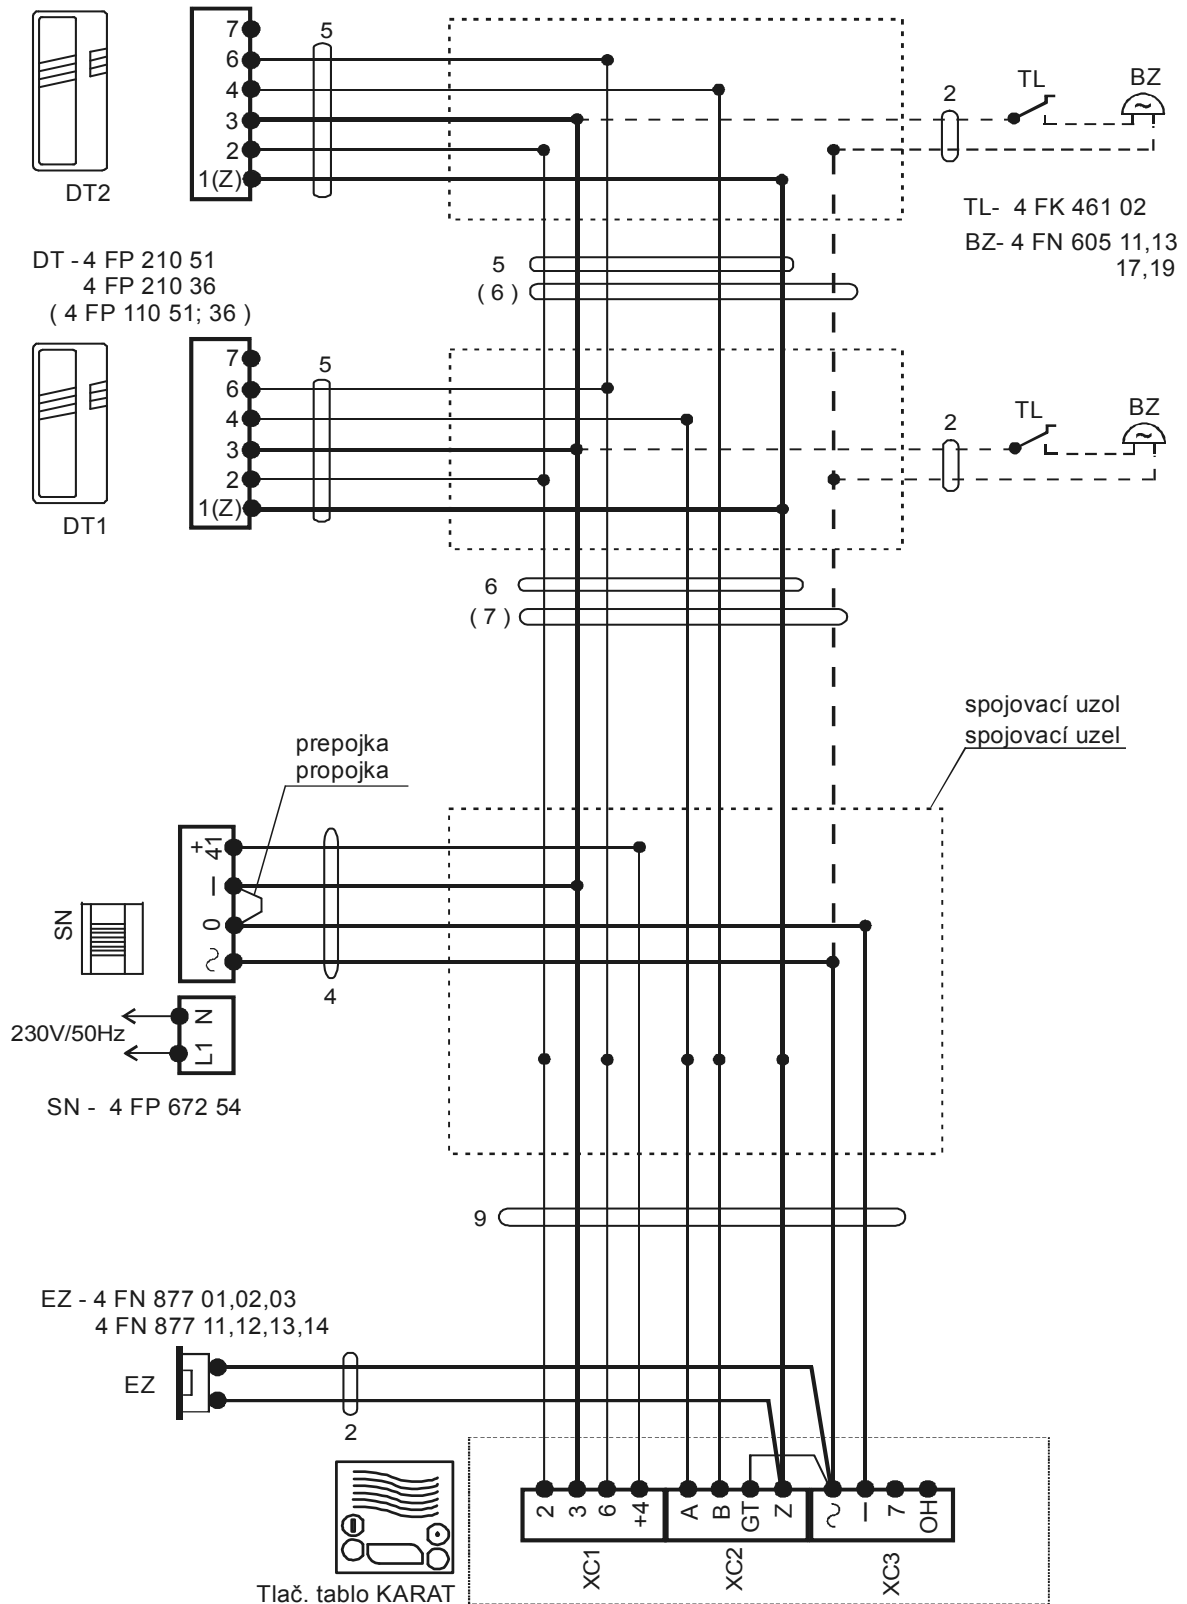 7
6
4
3
2
1(Z)
5
DT2
2
TL
BZ
~
TL- 4 FK 461 02
BZ- 4 FN 605 11,13
17,19
DT - 4 FP 210 51
4 FP 210 36
( 4 FP 110 51; 36 )
5
( 6 )
7
6
4
3
2
1(Z)
5
DT1
2
TL
BZ
~
6
( 7 )
spojovací uzol
spojovací uzel
prepojka
propojka
+
41
–
0
~
SN
4
N
L1
230V/50Hz
SN - 4 FP 672 54
9
EZ - 4 FN 877 01,02,03
4 FN 877 11,12,13,14
EZ
2
2
3
6
+4
A
B
GT
Z
~
–
7
OH
XC1
XC2
XC3
Tlač. tablo KARAT